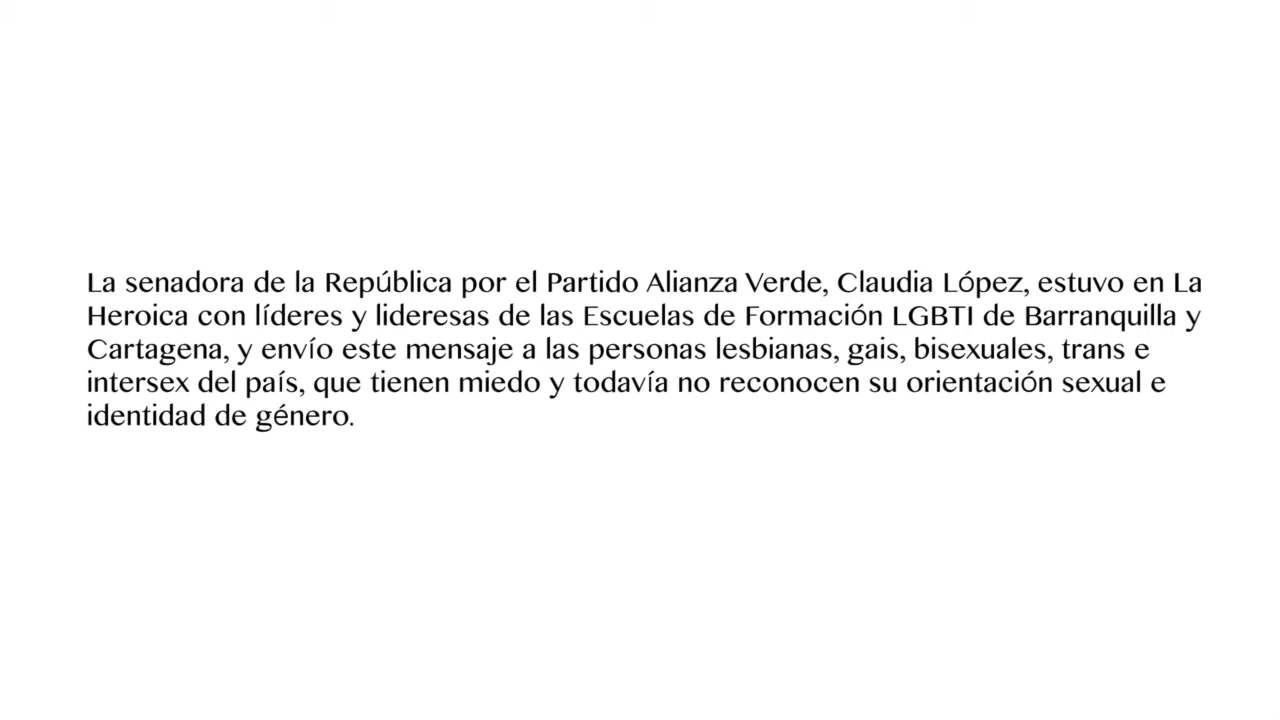 La senadora de la República por el Partido Alianza Verde, Claudia López, estuvo en La
Heroica con líderes y lideresas de las Escuelas de Formación LGBTI de Barranquilla y
Cartagena, y envío este mensaje a las personas lesbianas, gais, bisexuales, trans e
intersex del país, que tienen miedo y todavía no reconocen su orientación sexual e
identidad de género.